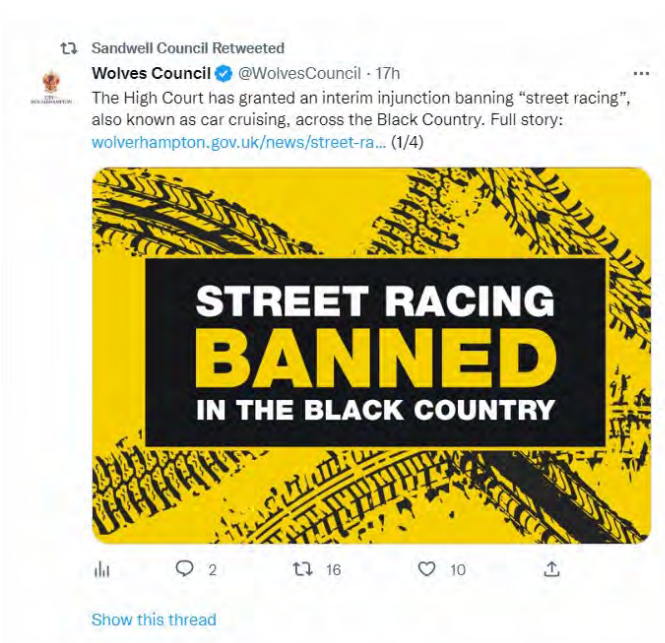 Sandwell Council Retweeted
Wolves Council @WolvesCouncil · 17h
The High Court has granted an interim injunction banning “street racing”,
also known as car cruising, across the Black Country. Full story:
wolverhampton.gov.uk/news/street-ra... (1/4)
STREET RACING
BANNED
IN THE BLACK COUNTRY
2 16 10
Show this thread